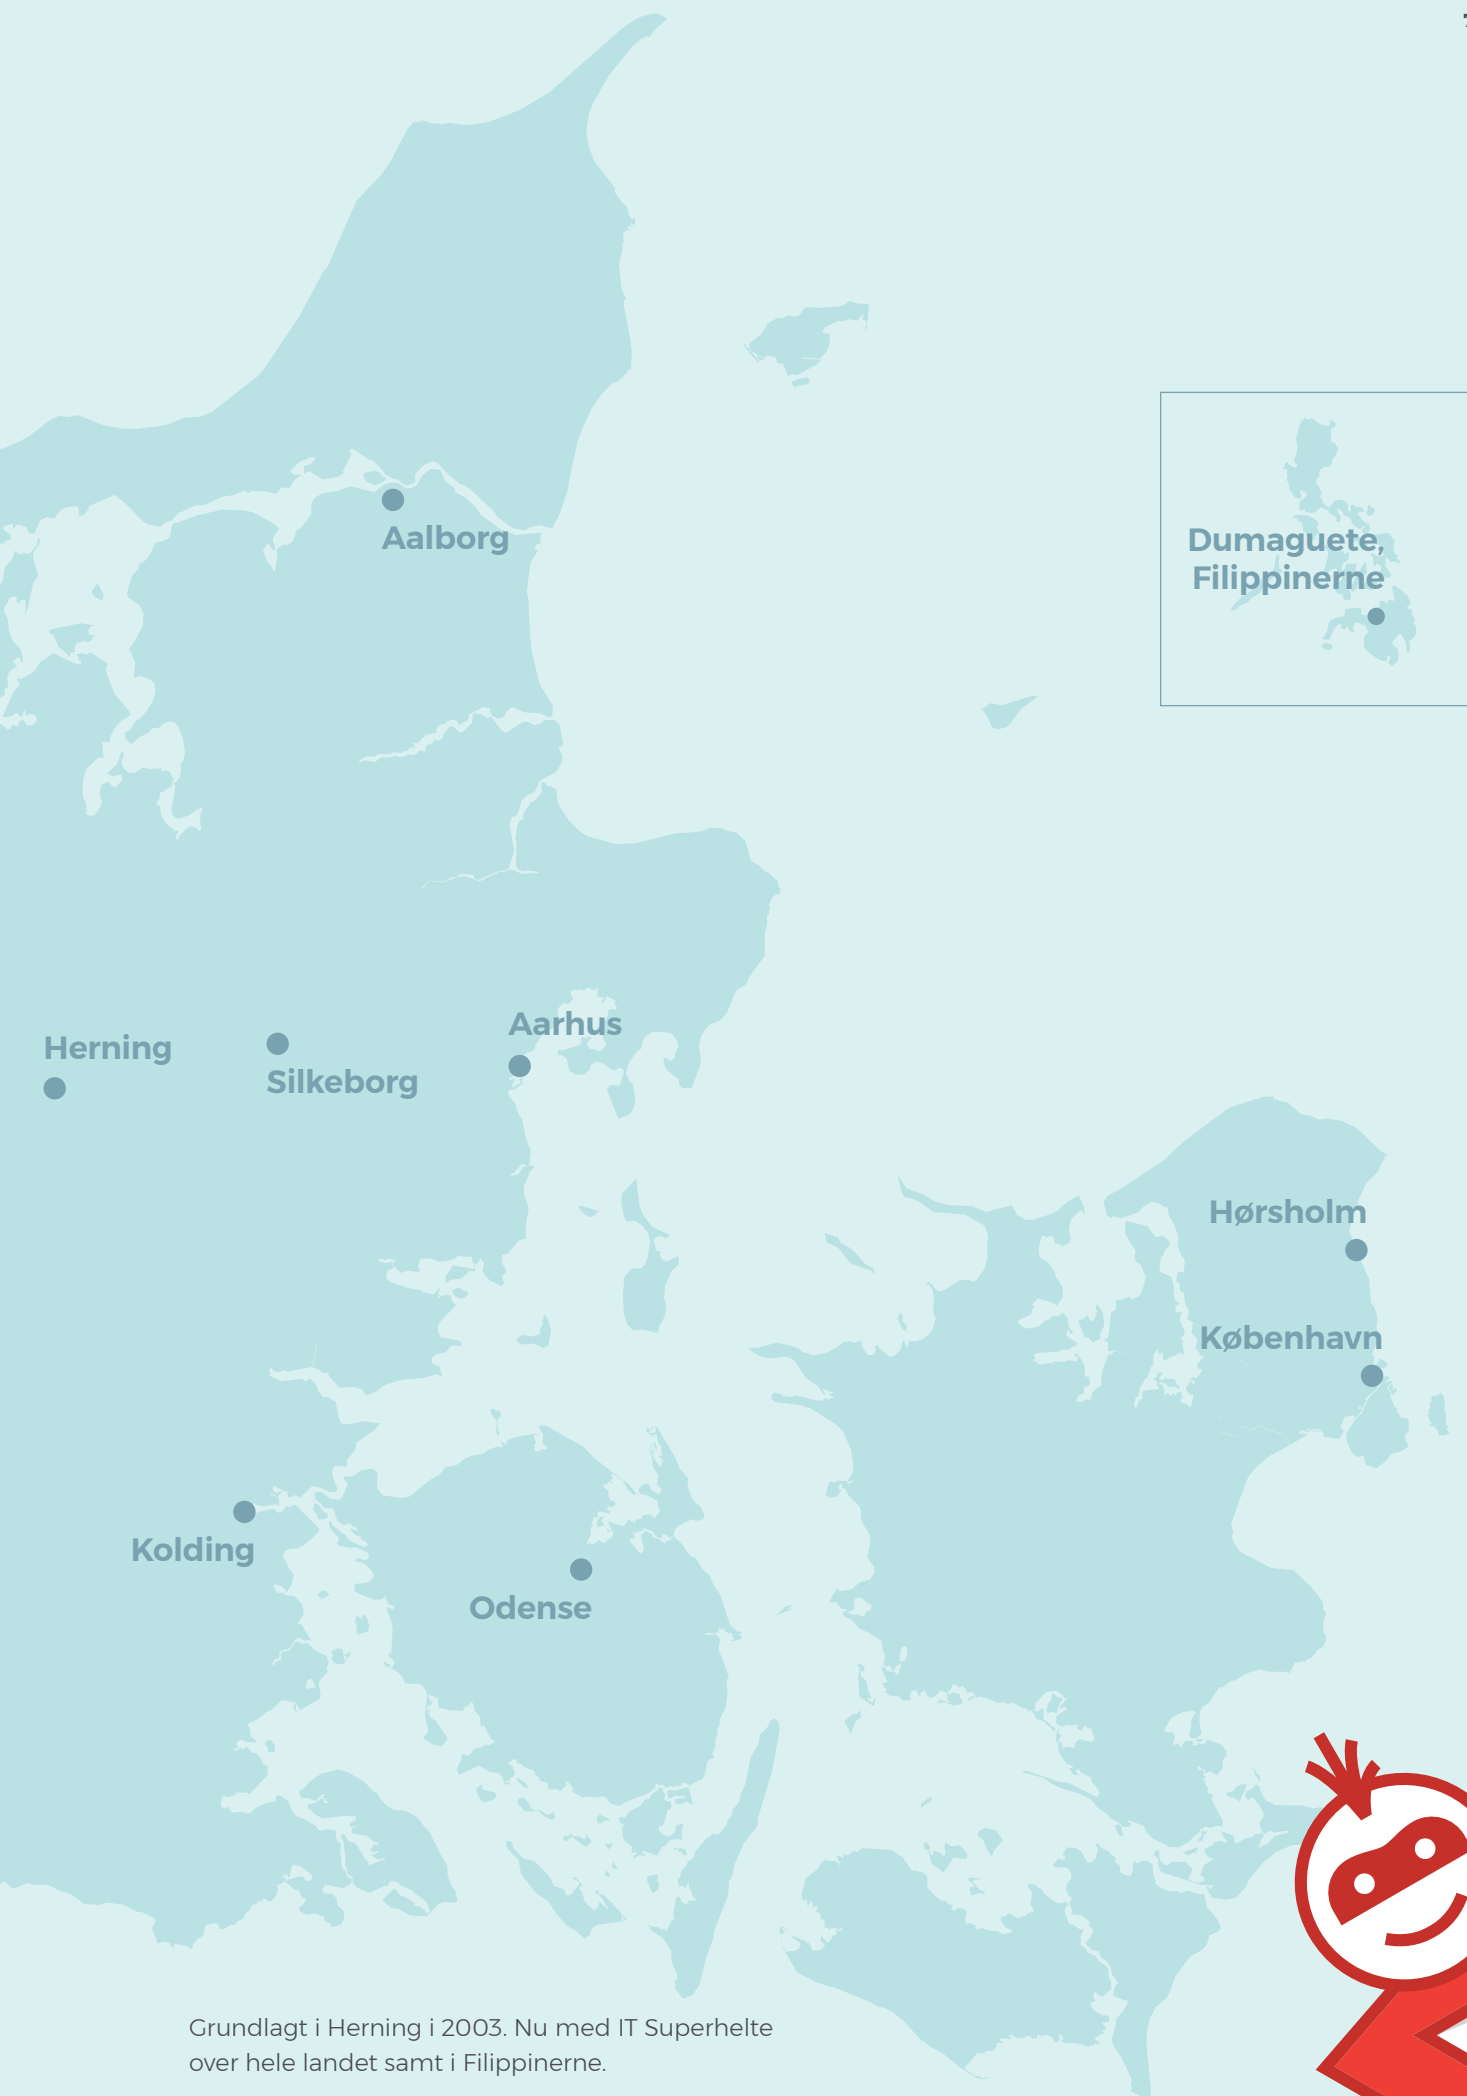 Aalborg
Dumaguete,
Filippinerne
Aarhus
Herning
Silkeborg
Hørsholm
København
Kolding
Odense
Grundlagt i Herning i 2003. Nu med IT Superhelte
over hele landet samt i Filippinerne.